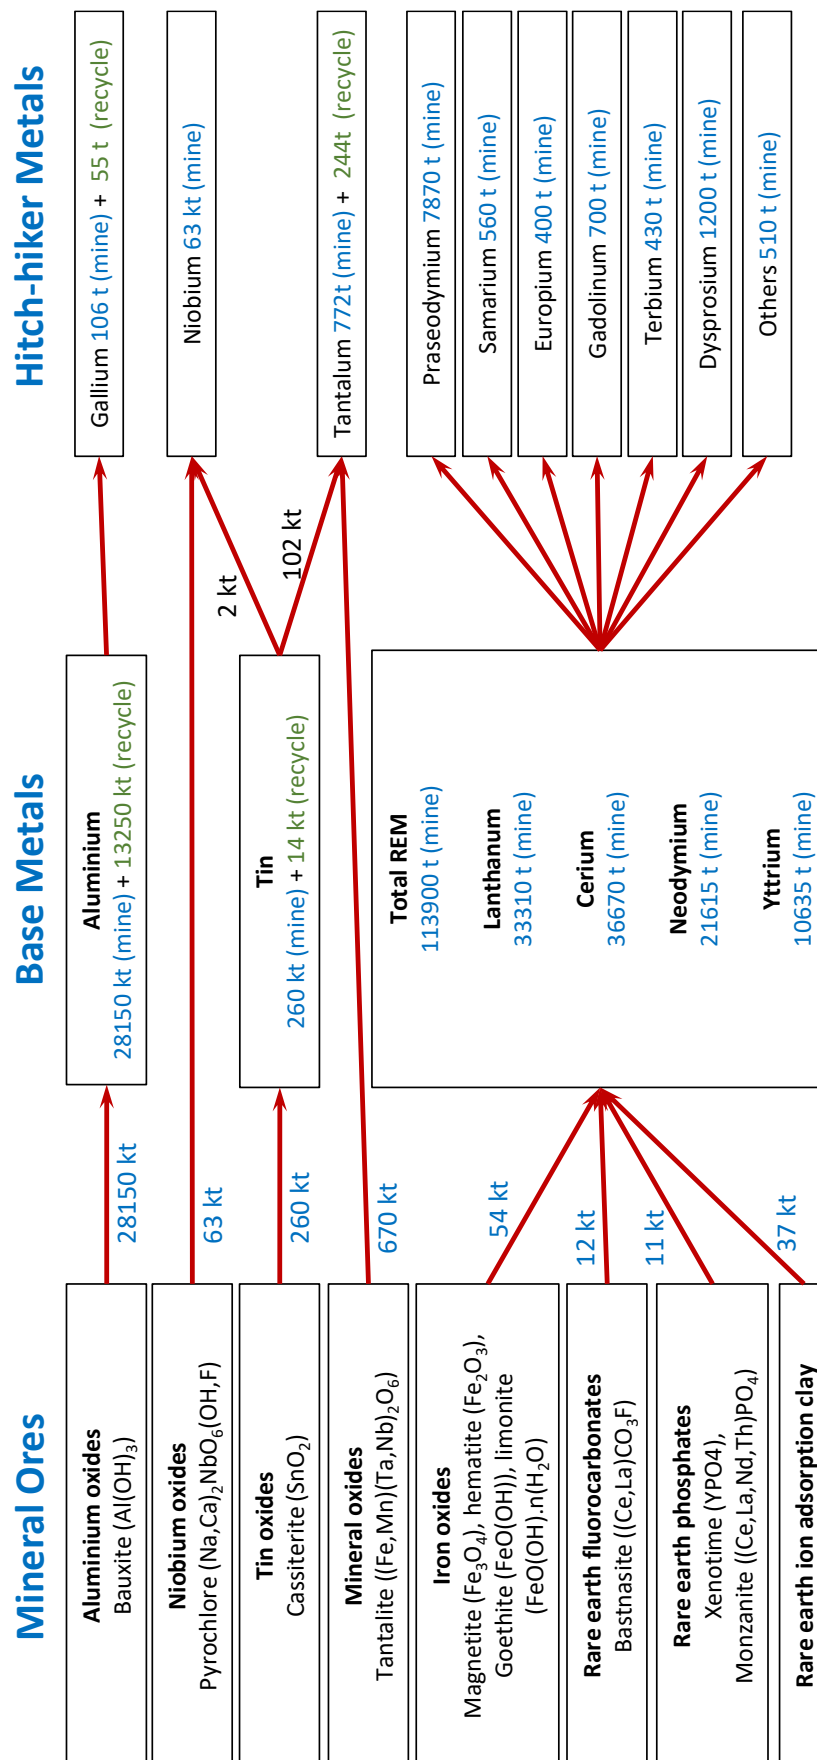 Mineral Ores
Base Metals
Hitch-hiker Metals
Aluminium oxides
Bauxite (Al(OH)₃)
28150 kt
Aluminium
28150 kt (mine) + 13250 kt (recycle)
Gallium 106 t (mine) + 55 t (recycle)
Niobium oxides
Pyrochlore (Na,Ca)₂NbO₆(OH,F)
63 kt
Niobium 63 kt (mine)
Tin oxides
Cassiterite (SnO₂)
260 kt
Tin
260 kt (mine) + 14 kt (recycle)
2 kt
102 kt
Mineral oxides
Tantalite ((Fe,Mn)(Ta,Nb)₂O₆)
670 kt
Tantalum 772t (mine) + 244t (recycle)
Iron oxides
Magnetite (Fe₃O₄), hematite (Fe₂O₃),
Goethite (FeO(OH)), limonite
(FeO(OH).n(H₂O)
54 kt
Rare earth fluorocarbonates
Bastnasite ((Ce,La)CO₃F)
12 kt
Rare earth phosphates
Xenotime (YPO4),
Monzanite ((Ce,La,Nd,Th)PO₄)
11 kt
Rare earth ion adsorption clay
37 kt
Total REM
113900 t (mine)
Lanthanum
33310 t (mine)
Cerium
36670 t (mine)
Neodymium
21615 t (mine)
Yttrium
10635 t (mine)
Praseodymium 7870 t (mine)
Samarium 560 t (mine)
Europium 400 t (mine)
Gadolinum 700 t (mine)
Terbium 430 t (mine)
Dysprosium 1200 t (mine)
Others 510 t (mine)